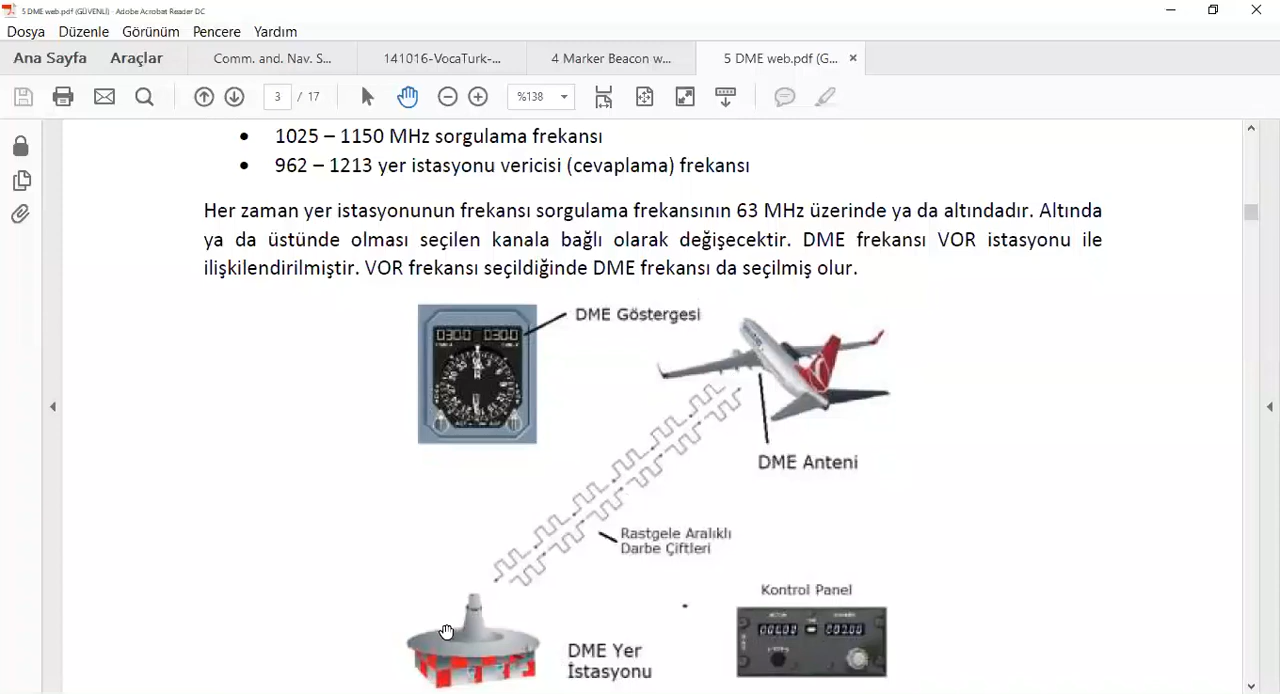 5 DME web.pdf (GÜVENLİ) - Adobe Acrobat Reader DC
Dosya Düzenle Görünüm Pencere Yardım
Ana Sayfa Araçlar Comm. and. Nav. S... 141016-VocaTurk-... 4 Marker Beacon w... 5 DME web.pdf (G... ×
3 / 17 %138
• 1025 – 1150 MHz sorgulama frekansı
• 962 – 1213 yer istasyonu vericisi (cevaplama) frekansı
Her zaman yer istasyonunun frekansı sorgulama frekansının 63 MHz üzerinde ya da altındadır. Altında
ya da üstünde olması seçilen kanala bağlı olarak değişecektir. DME frekansı VOR istasyonu ile
ilişkilendirilmiştir. VOR frekansı seçildiğinde DME frekansı da seçilmiş olur.
DME Göstergesi
DME Anteni
Rastgele Aralıklı
Darbe Çiftleri
Kontrol Panel
DME Yer
İstasyonu